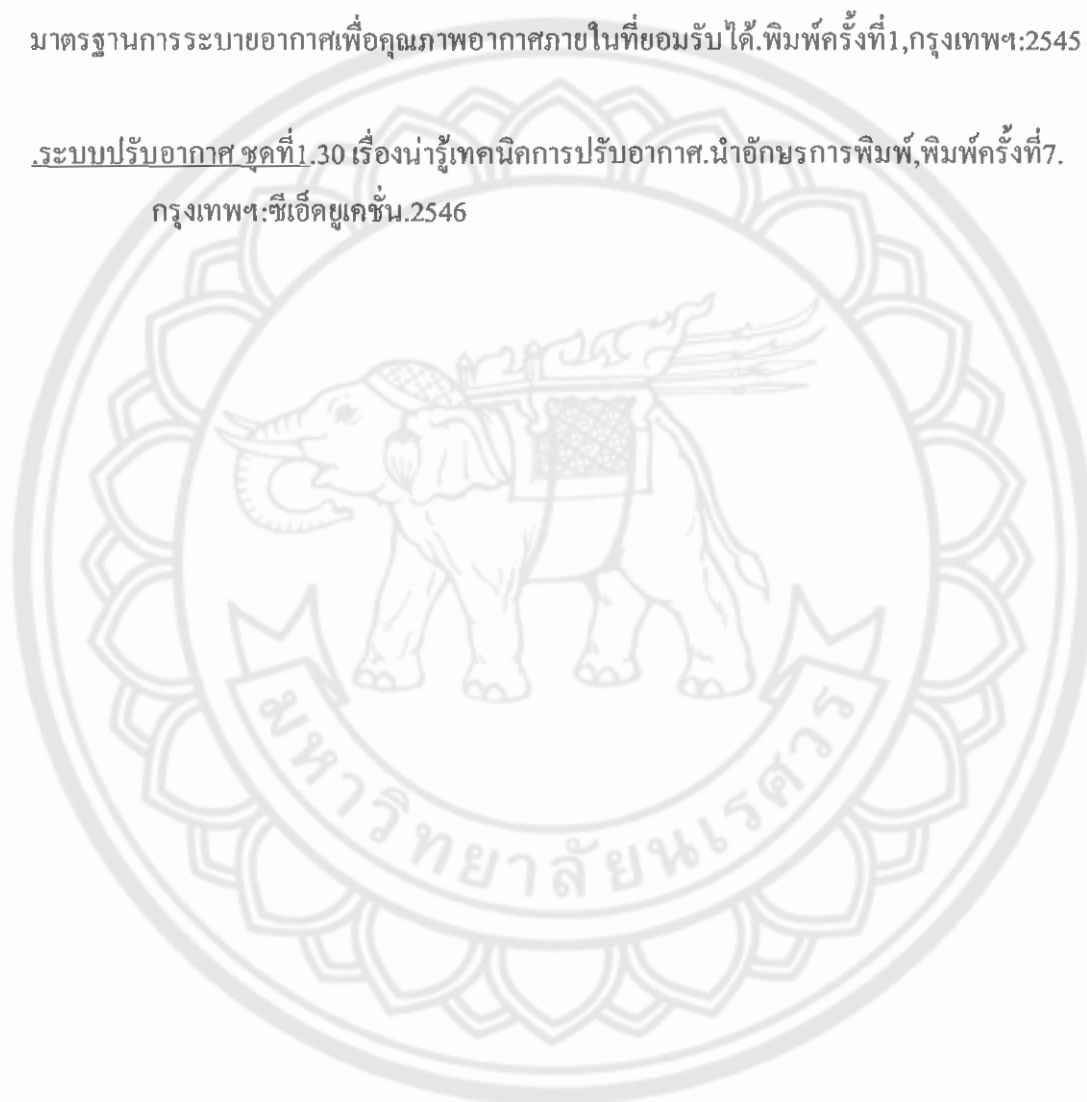 มาตรฐานการระบายอากาศเพื่อคุณภาพอากาศภายในที่ยอมรับได้.พิมพ์ครั้งที่1,กรุงเทพฯ:2545
.ระบบปรับอากาศ ชุดที่1.30 เรื่องน่ารู้เทคนิคการปรับอากาศ.นำอักษรการพิมพ์,พิมพ์ครั้งที่7.
กรุงเทพฯ:ซีเอ็ดยูเคชั่น.2546
มหาวิทยาลัยนเรศวร